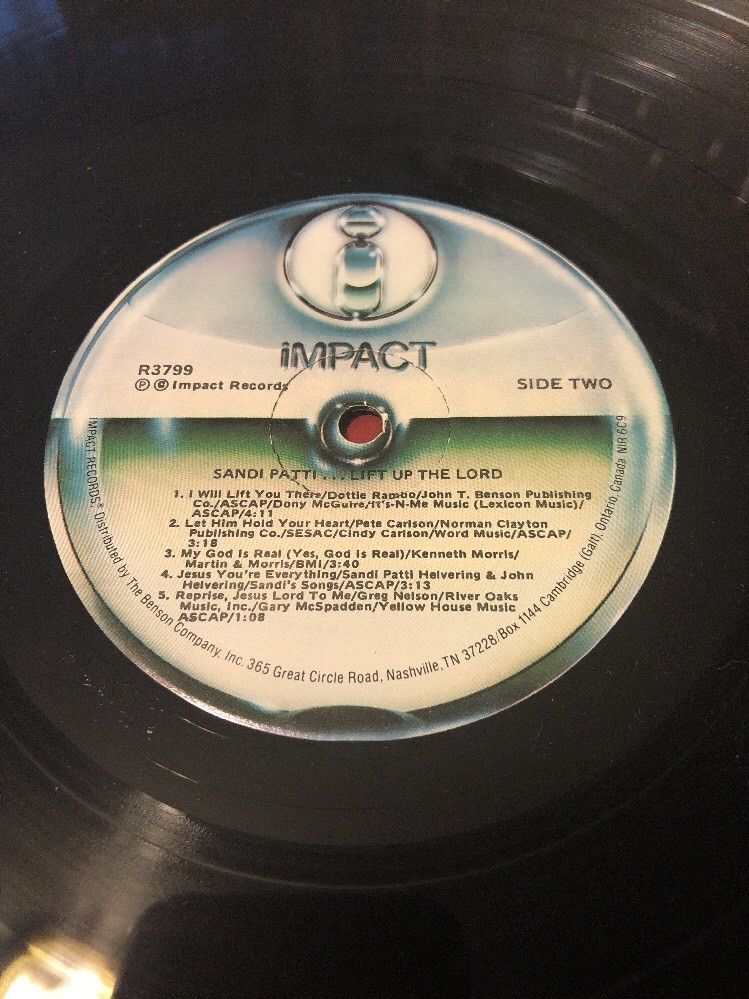 iMPACT
R3799
℗ © Impact Records
SIDE TWO
SANDI PATTI...LIFT UP THE LORD
1. I Will Lift You There/Dottie Rambo/John T. Benson Publishing
Co./ASCAP/Dony McGuire/It's-N-Me Music (Lexicon Music)/
ASCAP/4:11
2. Let Him Hold Your Heart/Pete Carlson/Norman Clayton
Publishing Co./SESAC/Cindy Carlson/Word Music/ASCAP/
3:18
3. My God Is Real (Yes, God Is Real)/Kenneth Morris/
Martin & Morris/BMI/3:40
4. Jesus You're Everything/Sandi Patti Helvering & John
Helvering/Sandi's Songs/ASCAP/3:13
5. Reprise, Jesus Lord To Me/Greg Nelson/River Oaks
Music, Inc./Gary McSpadden/Yellow House Music
ASCAP/1:08
IMPACT RECORDS® Distributed by The Benson Company, Inc. 365 Great Circle Road, Nashville, TN 37228/Box 1144 Cambridge (Galt), Ontario, Canada N1R 6C9